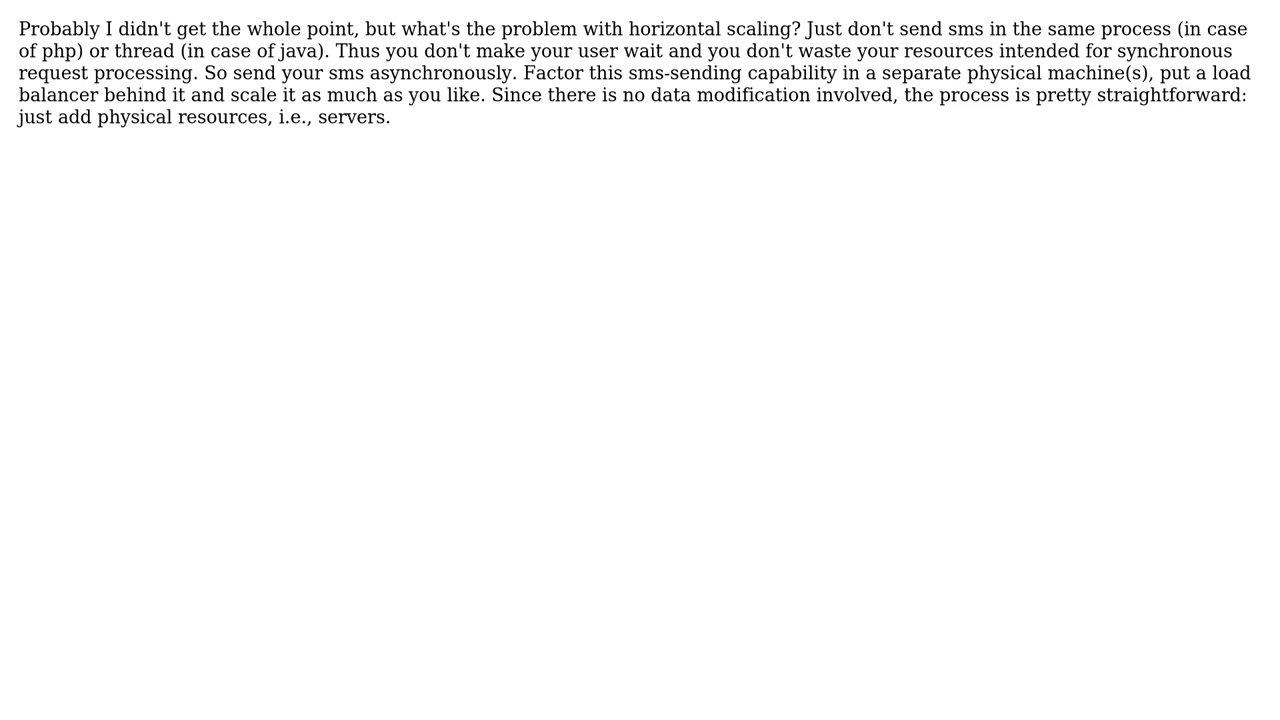 Probably I didn't get the whole point, but what's the problem with horizontal scaling? Just don't send sms in the same process (in case
of php) or thread (in case of java). Thus you don't make your user wait and you don't waste your resources intended for synchronous
request processing. So send your sms asynchronously. Factor this sms-sending capability in a separate physical machine(s), put a load
balancer behind it and scale it as much as you like. Since there is no data modification involved, the process is pretty straightforward:
just add physical resources, i.e., servers.